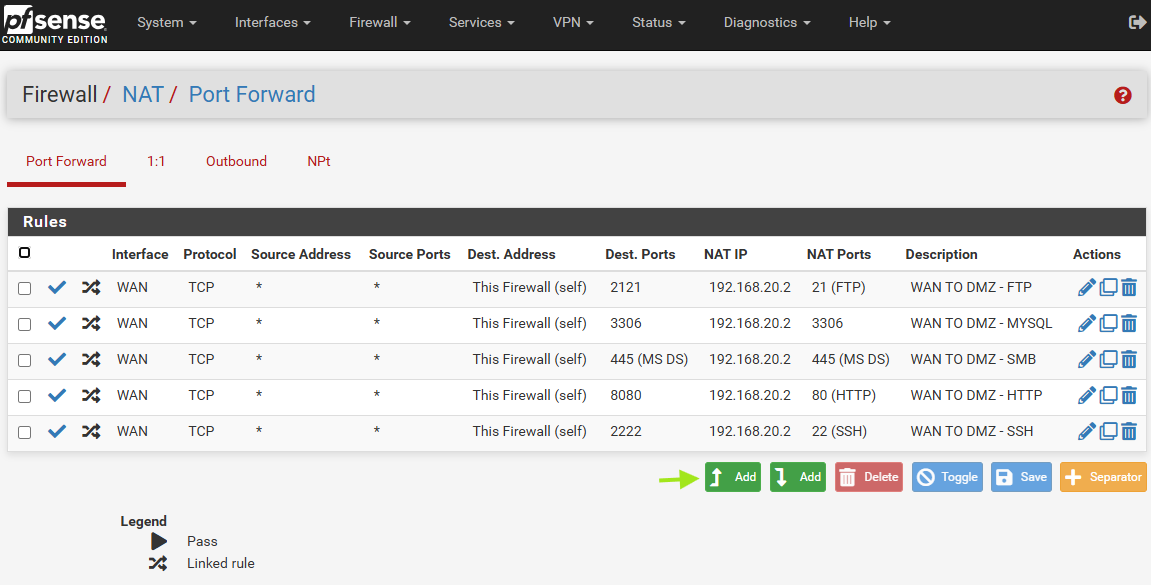 pfsense
COMMUNITY EDITION
System Interfaces Firewall Services VPN Status Diagnostics Help
Firewall / NAT / Port Forward
?
Port Forward 1:1 Outbound NPt
Rules
Interface Protocol Source Address Source Ports Dest. Address Dest. Ports NAT IP NAT Ports Description Actions
WAN TCP * * This Firewall (self) 2121 192.168.20.2 21 (FTP) WAN TO DMZ - FTP
WAN TCP * * This Firewall (self) 3306 192.168.20.2 3306 WAN TO DMZ - MYSQL
WAN TCP * * This Firewall (self) 445 (MS DS) 192.168.20.2 445 (MS DS) WAN TO DMZ - SMB
WAN TCP * * This Firewall (self) 8080 192.168.20.2 80 (HTTP) WAN TO DMZ - HTTP
WAN TCP * * This Firewall (self) 2222 192.168.20.2 22 (SSH) WAN TO DMZ - SSH
Add Add Delete Toggle Save Separator
Legend
Pass
Linked rule